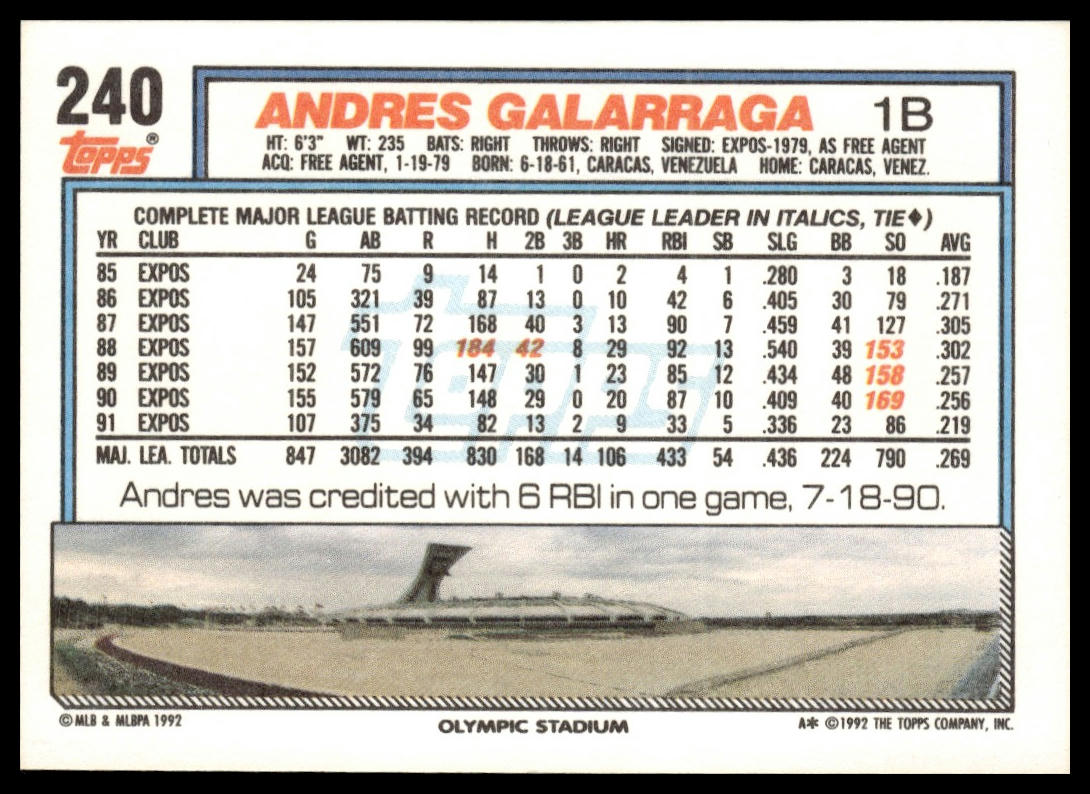 240
Topps®
ANDRES GALARRAGA 1B
HT: 6'3" WT: 235 BATS: RIGHT THROWS: RIGHT SIGNED: EXPOS-1979, AS FREE AGENT
ACQ: FREE AGENT, 1-19-79 BORN: 6-18-61, CARACAS, VENEZUELA HOME: CARACAS, VENEZ.
COMPLETE MAJOR LEAGUE BATTING RECORD (LEAGUE LEADER IN ITALICS, TIE♦)
YR CLUB G AB R H 2B 3B HR RBI SB SLG BB SO AVG
85 EXPOS 24 75 9 14 1 0 2 4 1 .280 3 18 .187
86 EXPOS 105 321 39 87 13 0 10 42 6 .405 30 79 .271
87 EXPOS 147 551 72 168 40 3 13 90 7 .459 41 127 .305
88 EXPOS 157 609 99 184 42 8 29 92 13 .540 39 153 .302
89 EXPOS 152 572 76 147 30 1 23 85 12 .434 48 158 .257
90 EXPOS 155 579 65 148 29 0 20 87 10 .409 40 169 .256
91 EXPOS 107 375 34 82 13 2 9 33 5 .336 23 86 .219
MAJ. LEA. TOTALS 847 3082 394 830 168 14 106 433 54 .436 224 790 .269
Topps
Andres was credited with 6 RBI in one game, 7-18-90.
© MLB & MLBPA 1992
OLYMPIC STADIUM
A* ©1992 THE TOPPS COMPANY, INC.